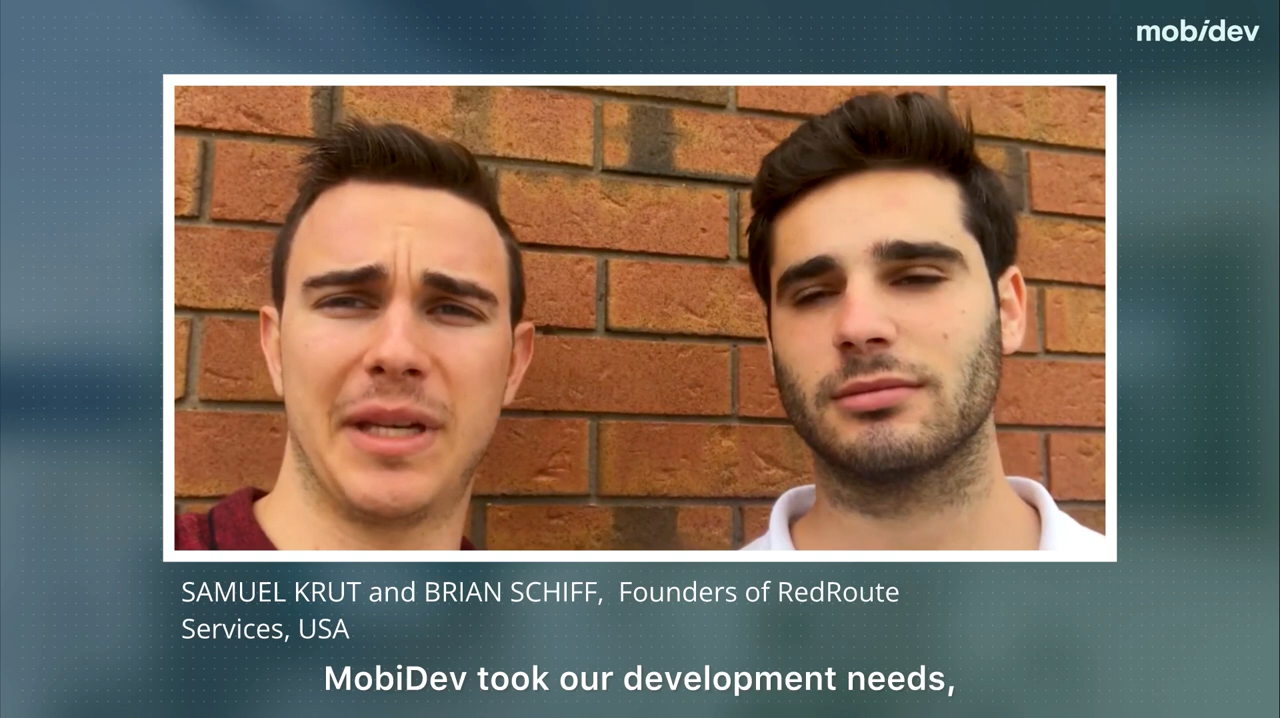 mobidev
SAMUEL KRUT and BRIAN SCHIFF, Founders of RedRoute
Services, USA
MobiDev took our development needs,